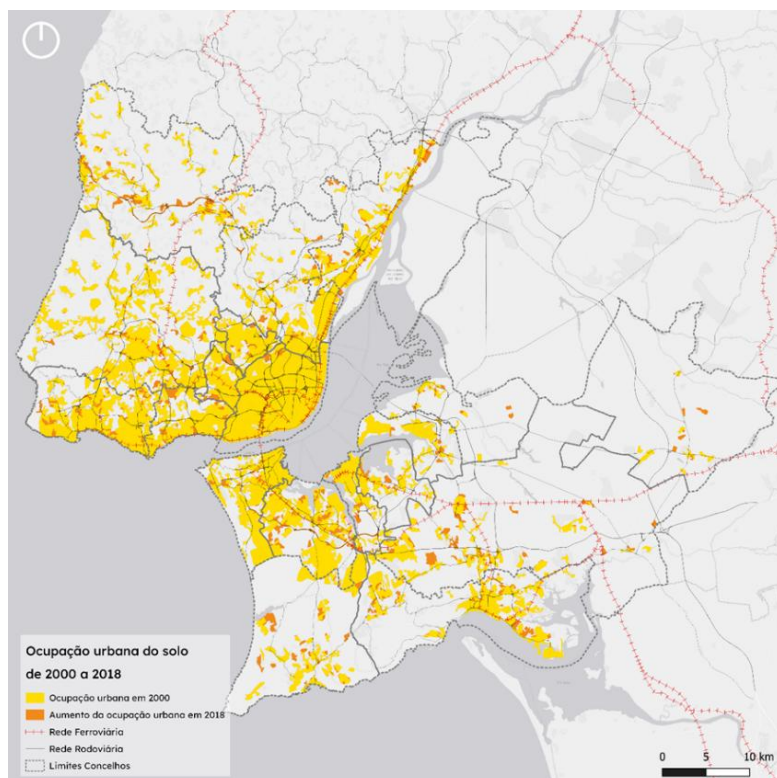 Ocupação urbana do solo
de 2000 a 2018
Ocupação urbana em 2000
Aumento da ocupação urbana em 2018
Rede Ferroviária
Rede Rodoviária
Limites Concelhos
0 5 10 km